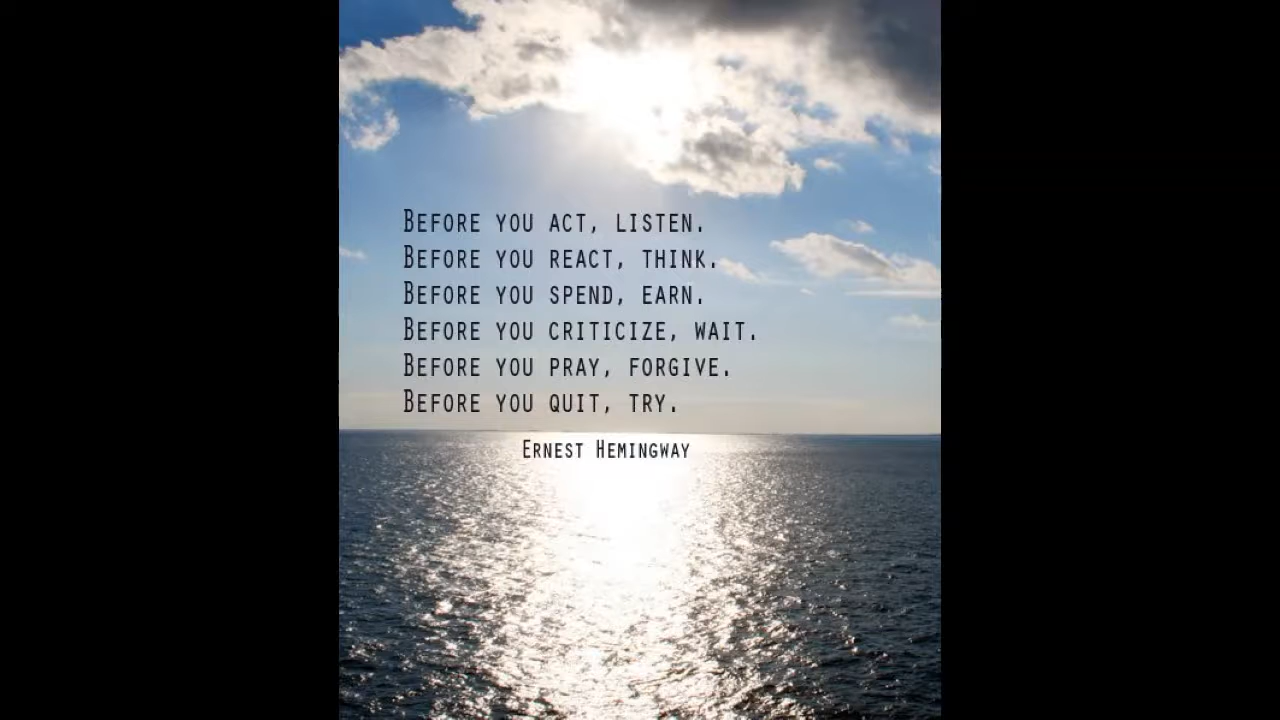 Before you act, listen.
Before you react, think.
Before you spend, earn.
Before you criticize, wait.
Before you pray, forgive.
Before you quit, try.
Ernest Hemingway